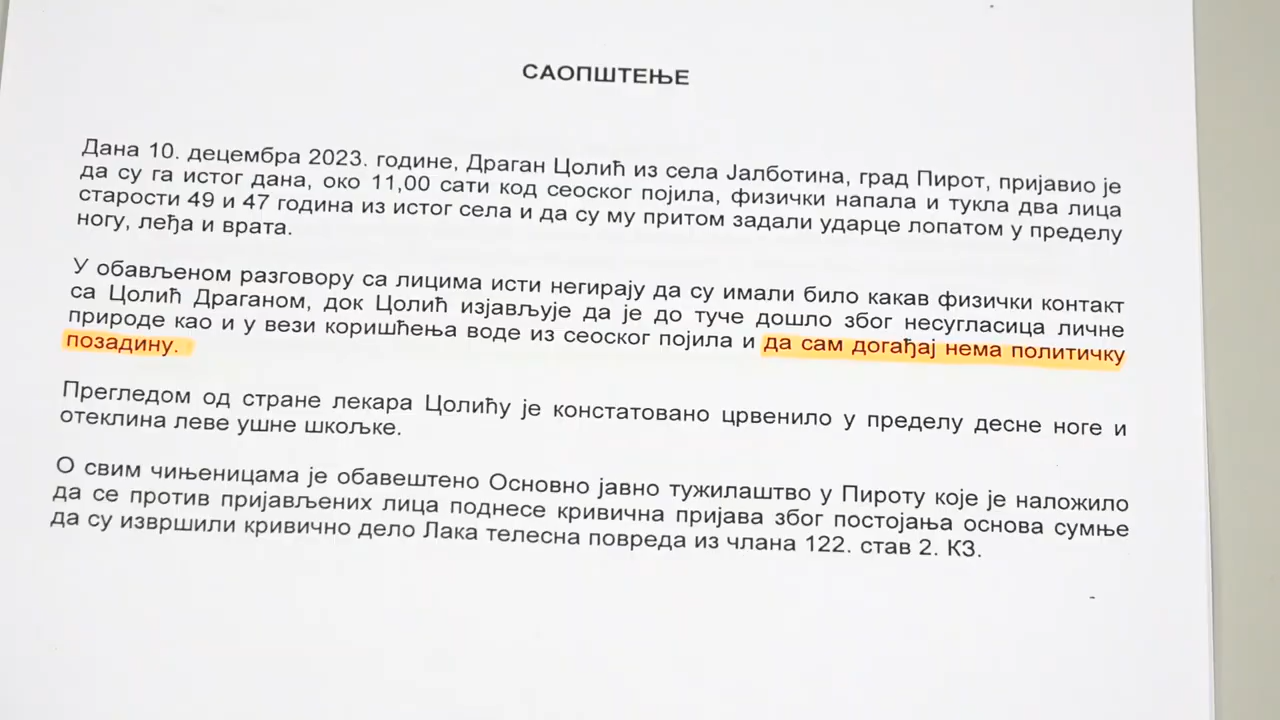 САОПШТЕЊЕ
Дана 10. децембра 2023. године, Драган Цолић из села Јалботина, град Пирот, пријавио је
да су га истог дана, око 11,00 сати код сеоског појила, физички напала и тукла два лица
старости 49 и 47 година из истог села и да су му притом задали ударце лопатом у пределу
ногу, леђа и врата.
У обављеном разговору са лицима исти негирају да су имали било какав физички контакт
са Цолић Драганом, док Цолић изјављује да је до туче дошло због несугласица личне
природе као и у вези коришћења воде из сеоског појила и да сам догађај нема политичку
позадину.
Прегледом од стране лекара Цолићу је констатовано црвенило у пределу десне ноге и
отеклина леве ушне шкољке.
О свим чињеницама је обавештено Основно јавно тужилаштво у Пироту које је наложило
да се против пријављених лица поднесе кривична пријава због постојања основа сумње
да су извршили кривично дело Лака телесна повреда из члана 122. став 2. КЗ.